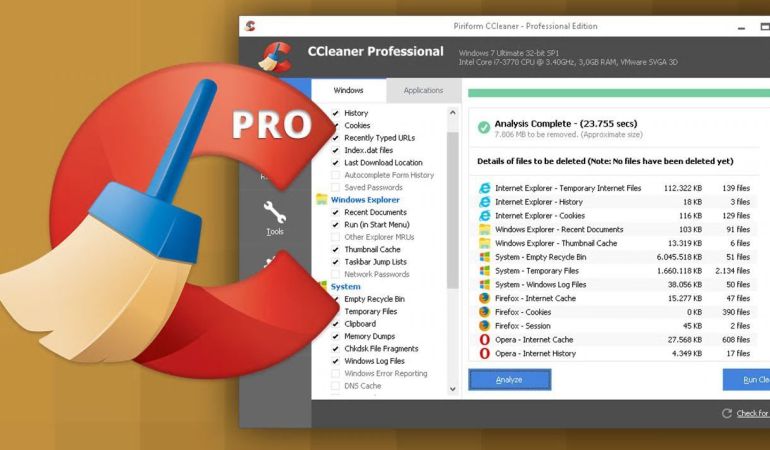 Piriform CCleaner - Professional Edition
CCleaner Professional
Windows 7 Ultimate 32-bit SP1
Intel Core i7-3770 CPU @ 3.40GHz, 3,0GB RAM, VMware SVGA 3D
PRO
Tools
Windows Applications
History
Cookies
Recently Typed URLs
Index.dat files
Last Download Location
Autocomplete Form History
Saved Passwords
Windows Explorer
Recent Documents
Run (in Start Menu)
Other Explorer MRUs
Thumbnail Cache
Taskbar Jump Lists
Network Passwords
System
Empty Recycle Bin
Temporary Files
Clipboard
Memory Dumps
Chkdsk File Fragments
Windows Log Files
Windows Error Reporting
DNS Cache
Analysis Complete - (23.755 secs)
7.806 MB to be removed. (Approximate size)
Details of files to be deleted (Note: No files have been deleted yet)
Internet Explorer - Temporary Internet Files 112.322 KB 139 files
Internet Explorer - History 18 KB 3 files
Internet Explorer - Cookies 116 KB 129 files
Windows Explorer - Recent Documents 103 KB 91 files
Windows Explorer - Thumbnail Cache 13.319 KB 6 files
System - Empty Recycle Bin 6.045.518 KB 51 files
System - Temporary Files 1.660.118 KB 2.134 files
System - Windows Log Files 38.056 KB 50 files
Firefox - Internet Cache 15.277 KB 47 files
Firefox - Cookies 0 KB 390 files
Firefox - Session 45 KB 2 files
Opera - Internet Cache 27.568 KB 608 files
Opera - Internet History 4.349 KB 17 files
Analyze
Run Cle
Check for